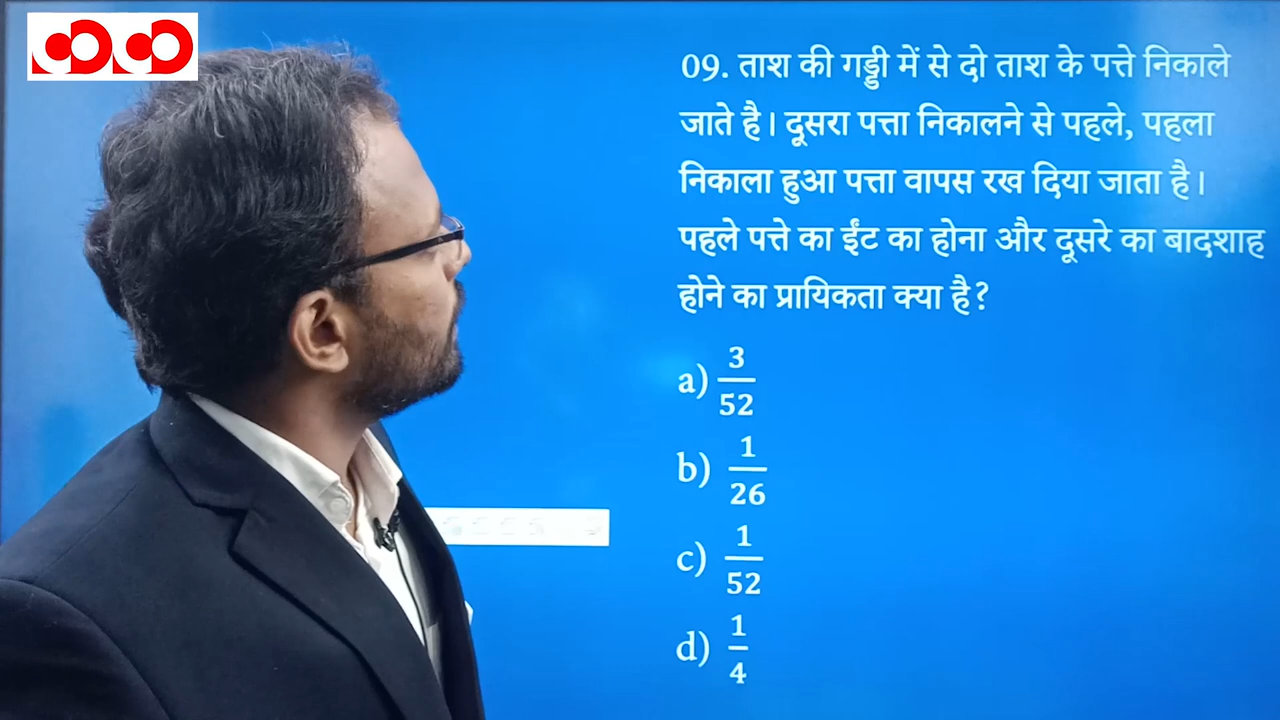 09. ताश की गड्डी में से दो ताश के पत्ते निकाले
जाते है। दूसरा पत्ता निकालने से पहले, पहला
निकाला हुआ पत्ता वापस रख दिया जाता है।
पहले पत्ते का ईंट का होना और दूसरे का बादशाह
होने का प्रायिकता क्या है?
a) 3/52
b) 1/26
c) 1/52
d) 1/4